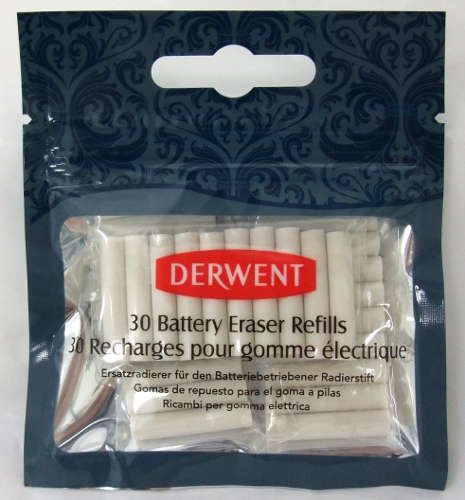 DERWENT
30 Battery Eraser Refills
30 Recharges pour gomme électrique
Ersatzradierer für den Batteriebetriebener Radierstift
Gomas de repuesto para el goma a pilas
Ricambi per gomma elettrica